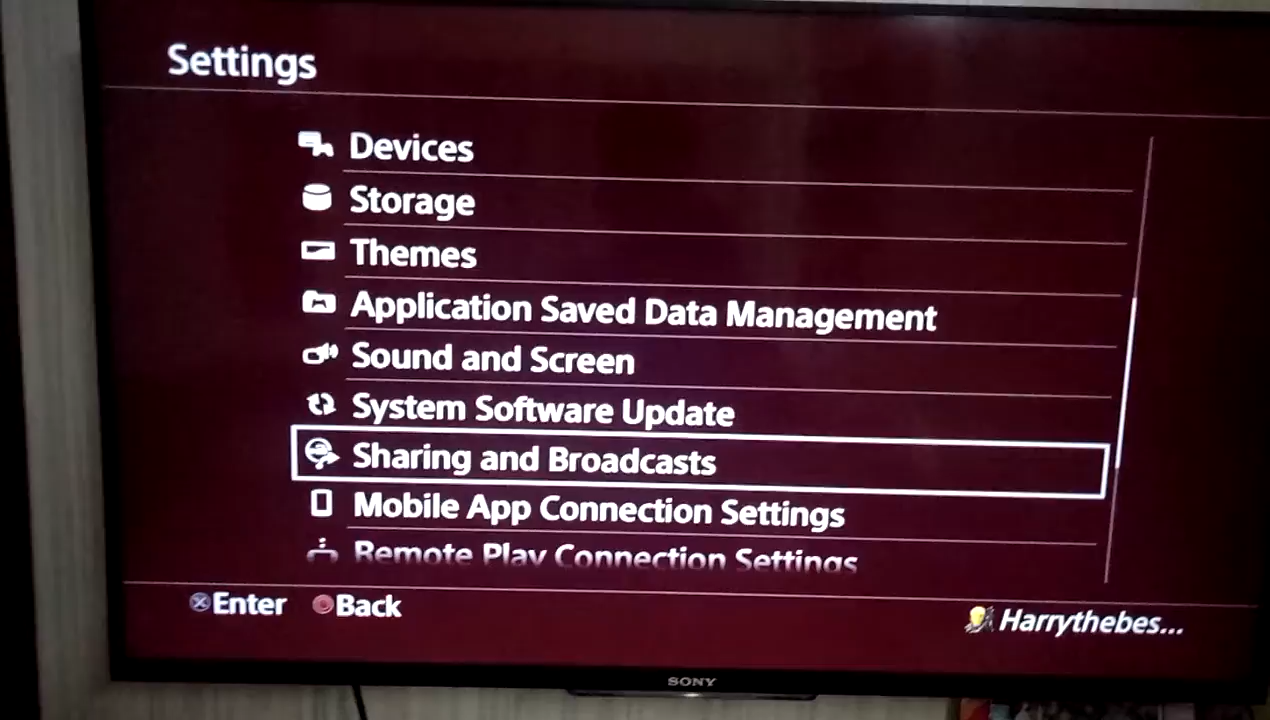 Settings
Devices
Storage
Themes
Application Saved Data Management
Sound and Screen
System Software Update
Sharing and Broadcasts
Mobile App Connection Settings
Remote Play Connection Settings
Enter Back
Harrythebes...
SONY